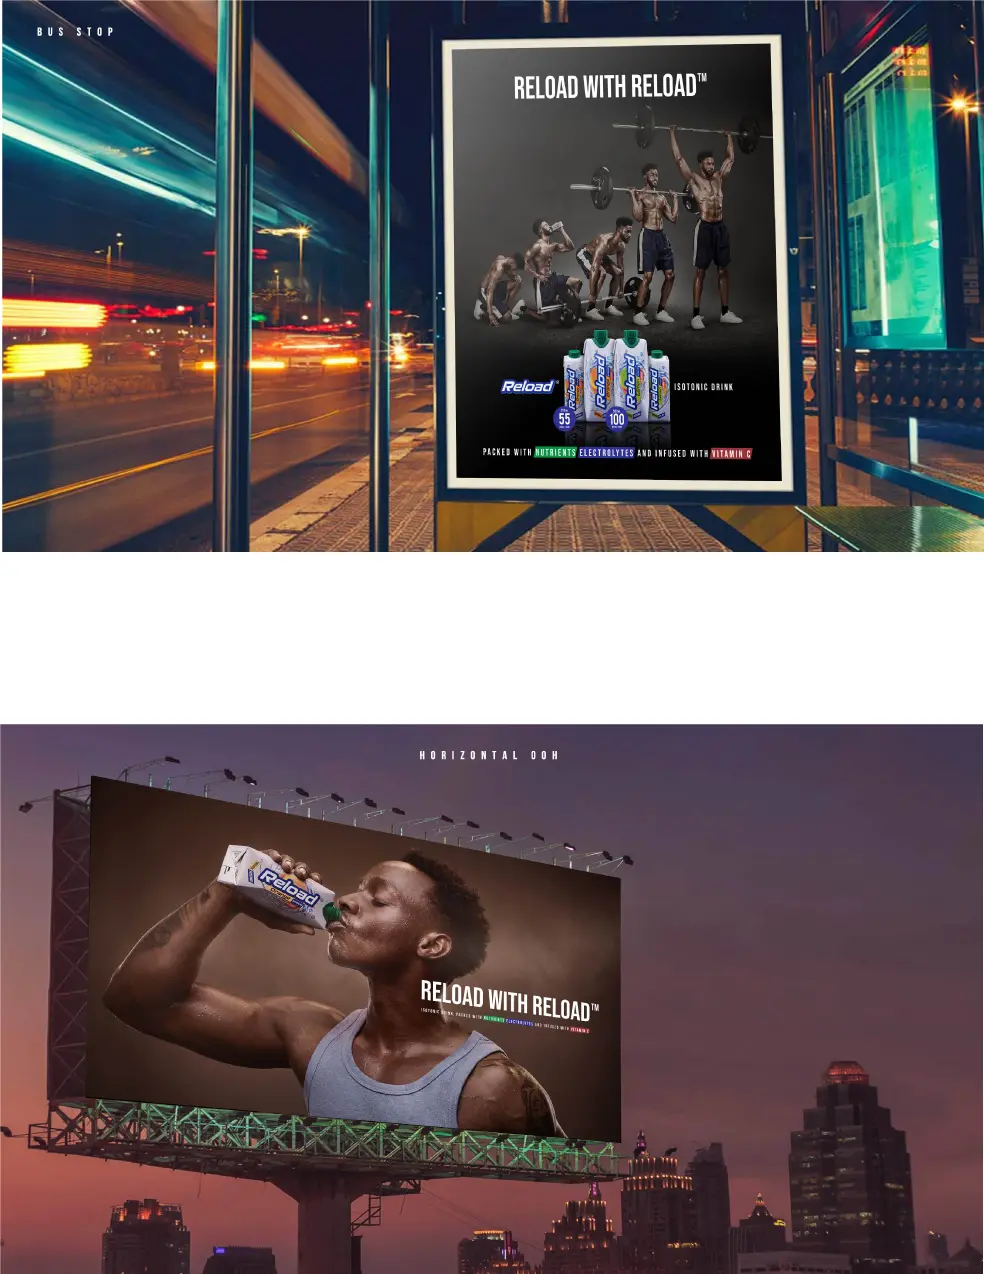 BUS STOP
RELOAD WITH RELOAD™
Reload®
Reload
Reload
Reload
Reload
ISOTONIC DRINK
55
100
PACKED WITH NUTRIENTS ELECTROLYTES AND INFUSED WITH VITAMIN C
HORIZONTAL OOH
Reload
Orange
RELOAD WITH RELOAD™
ISOTONIC DRINK, PACKED WITH NUTRIENTS ELECTROLYTES AND INFUSED WITH VITAMIN C